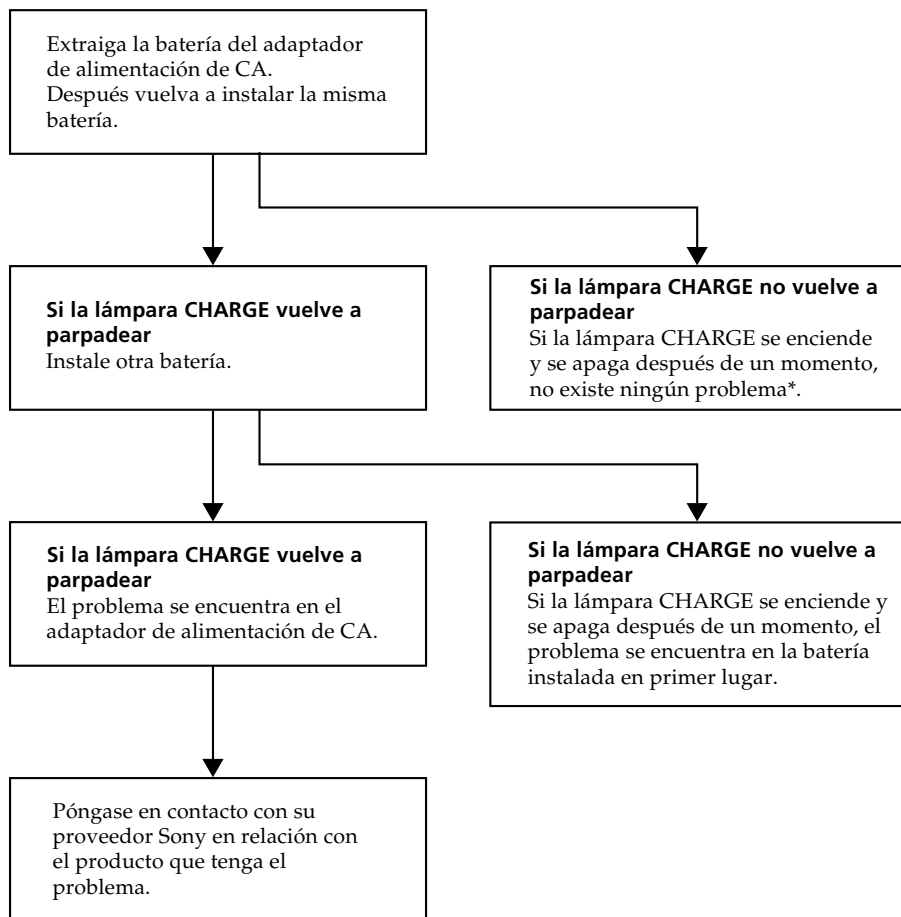 Extraiga la batería del adaptador
de alimentación de CA.
Después vuelva a instalar la misma
batería.
Si la lámpara CHARGE vuelve a
parpadear
Instale otra batería.
Si la lámpara CHARGE no vuelve a
parpadear
Si la lámpara CHARGE se enciende
y se apaga después de un momento,
no existe ningún problema*.
Si la lámpara CHARGE vuelve a
parpadear
El problema se encuentra en el
adaptador de alimentación de CA.
Si la lámpara CHARGE no vuelve a
parpadear
Si la lámpara CHARGE se enciende y
se apaga después de un momento, el
problema se encuentra en la batería
instalada en primer lugar.
Póngase en contacto con su
proveedor Sony en relación con
el producto que tenga el
problema.